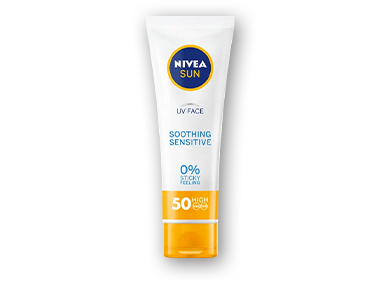 NIVEA
SUN
UV FACE
SOOTHING
SENSITIVE
0%
STICKY
FEELING
50 HIGH